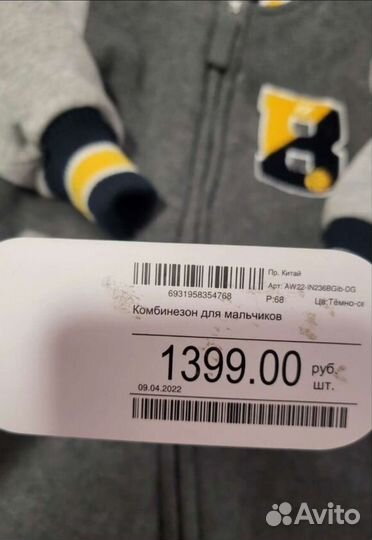 B
Пр. Китай
6931958354768
Арт: AW22-IN236BGIb-DG
Р:68
Цв:Тёмно-се
Комбинезон для мальчиков
1399.00
руб.
шт.
09.04.2022
Avito